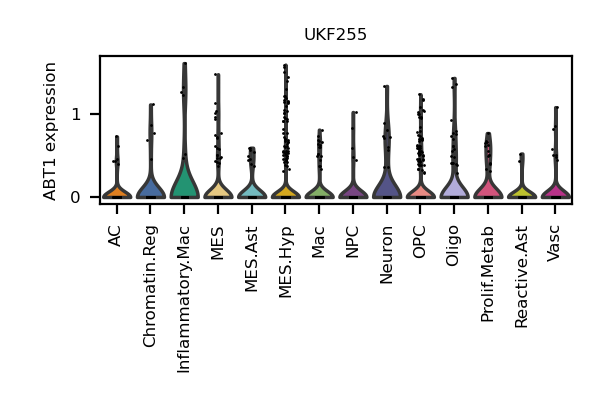 UKF255
ABT1 expression
1
0
AC
Chromatin.Reg
Inflammatory.Mac
MES
MES.Ast
MES.Hyp
Mac
NPC
Neuron
OPC
Oligo
Prolif.Metab
Reactive.Ast
Vasc